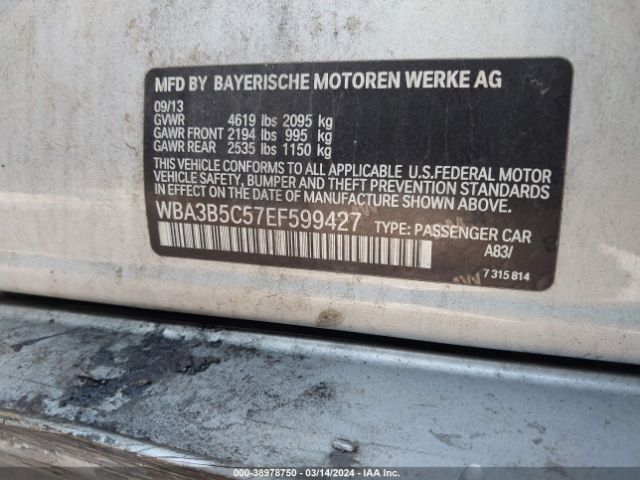 MFD BY BAYERISCHE MOTOREN WERKE AG
09/13
GVWR 4619 lbs 2095 kg
GAWR FRONT 2194 lbs 995 kg
GAWR REAR 2535 lbs 1150 kg
THIS VEHICLE CONFORMS TO ALL APPLICABLE U.S.FEDERAL MOTOR
VEHICLE SAFETY, BUMPER AND THEFT PREVENTION STANDARDS
IN EFFECT ON THE DATE OF MANUFACTURE SHOWN ABOVE.
WBA3B5C57EF599427 TYPE: PASSENGER CAR
A83/
7 315 814
000-38978750 — 03/14/2024 — IAA Inc.